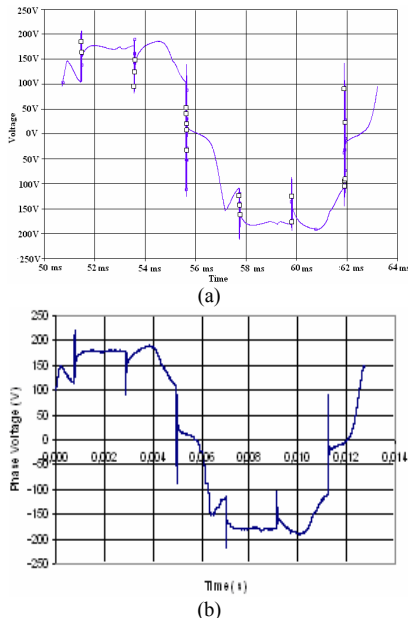 250V
200V
150V
100V
50V
0V
50V
100V
150V
200V
250V
Voltage
50 ms
52 ms
54 ms
56 ms
58 ms
60 ms
62 ms
64 ms
Time
(a)
250
200
150
100
50
0
-50
-100
-150
-200
-250
Phase Voltage (V)
0.000
0.002
0.004
0.006
0.008
0.010
0.012
0.014
Time(s)
(b)